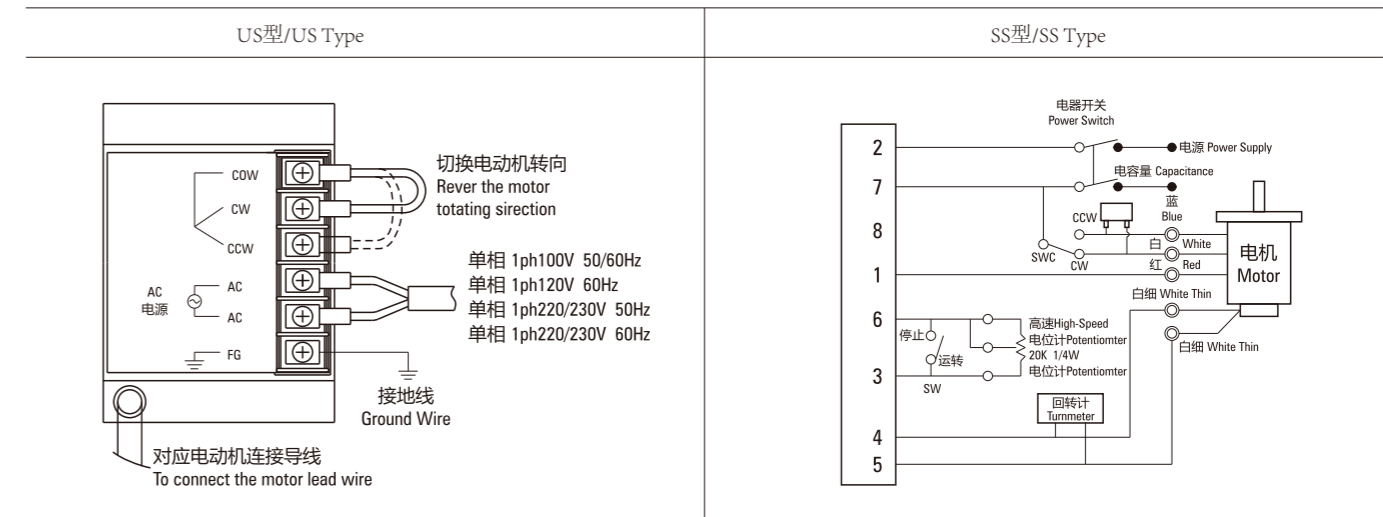 US型/US Type
SS型/SS Type
COW
CW
CCW
AC
AC
电源
AC
FG
切换电动机转向
Rever the motor
totating sirection
单相 1ph100V 50/60Hz
单相 1ph120V 60Hz
单相 1ph220/230V 50Hz
单相 1ph220/230V 60Hz
接地线
Ground Wire
对应电动机连接导线
To connect the motor lead wire
电器开关
Power Switch
2
电源 Power Supply
电容量 Capacitance
7
蓝
Blue
CCW
8
白 White
SWC
CW
红 Red
1
电机
Motor
白细 White Thin
6
高速High-Speed
停止
电位计Potentiomter
20K 1/4W
运转
电位计Potentiomter
白细 White Thin
3
SW
回转计
Turnmeter
4
5